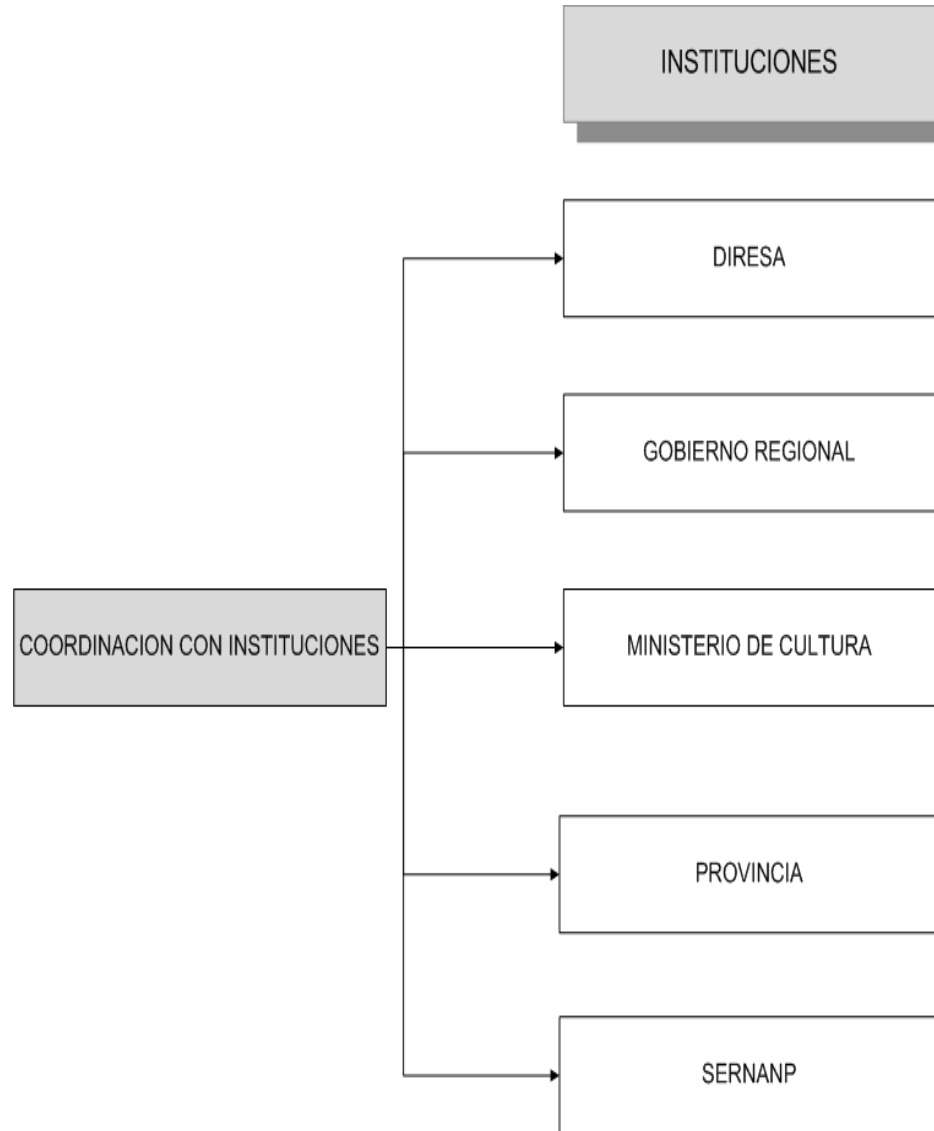 INSTITUCIONES
DIRESA
GOBIERNO REGIONAL
COORDINACION CON INSTITUCIONES
MINISTERIO DE CULTURA
PROVINCIA
SERNANP